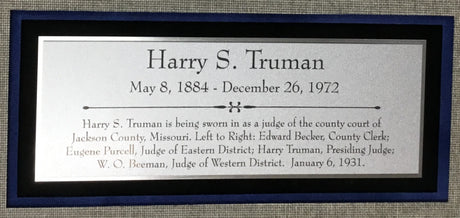 Harry S. Truman
May 8, 1884 - December 26, 1972
Harry S. Truman is being sworn in as a judge of the county court of
Jackson County, Missouri. Left to Right: Edward Becker, County Clerk;
Eugene Purcell, Judge of Eastern District; Harry Truman, Presiding Judge;
W. O. Beeman, Judge of Western District. January 6, 1931.